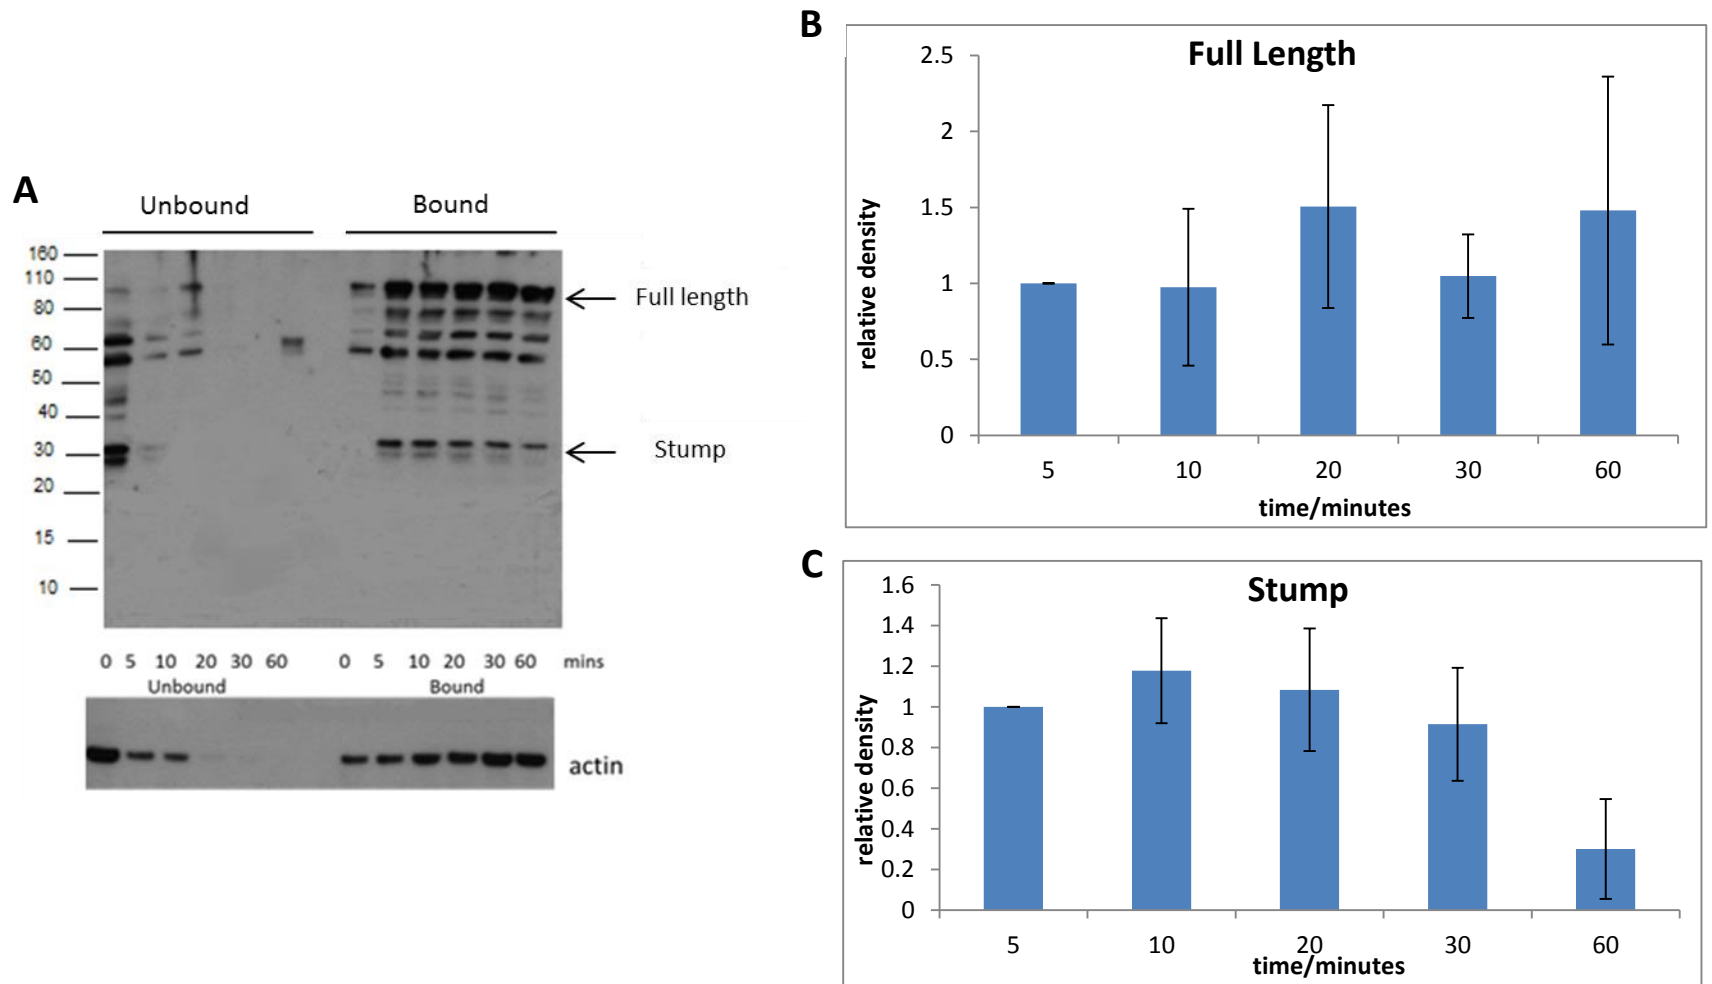 A
Unbound Bound
160
110
80
60
50
40
30
20
15
10
Full length
Stump
0 5 10 20 30 60 0 5 10 20 30 60 mins
Unbound Bound
actin
B
Full Length
relative density
2.5
2
1.5
1
0.5
0
5 10 20 30 60
time/minutes
C
Stump
relative density
1.6
1.4
1.2
1
0.8
0.6
0.4
0.2
0
5 10 20 30 60
time/minutes